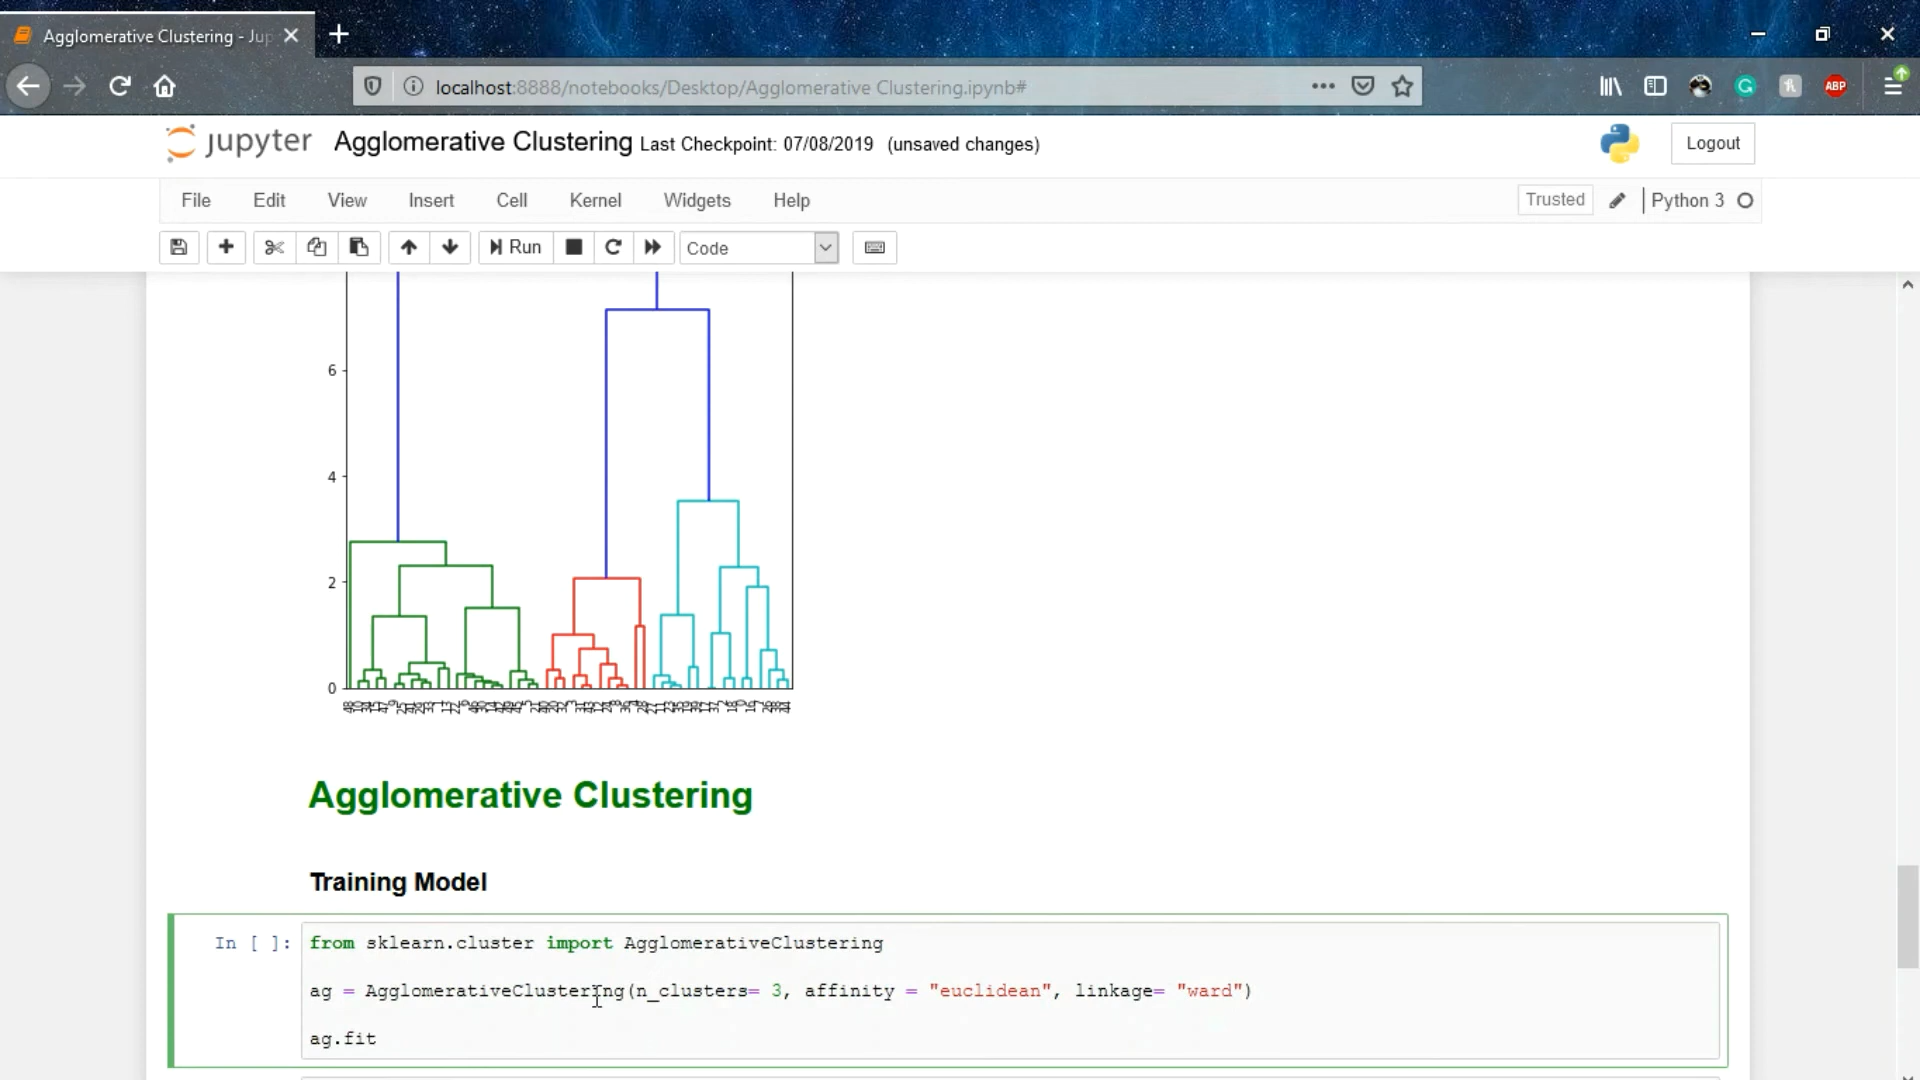 Agglomerative Clustering - Jup
localhost:8888/notebooks/Desktop/Agglomerative Clustering.ipynb#
ABP
jupyter Agglomerative Clustering Last Checkpoint: 07/08/2019 (unsaved changes)
Logout
File Edit View Insert Cell Kernel Widgets Help
Trusted Python 3
Run Code
6
4
2
0
Agglomerative Clustering
Training Model
In [ ]: from sklearn.cluster import AgglomerativeClustering
ag = AgglomerativeClustering(n_clusters= 3, affinity = "euclidean", linkage= "ward")
ag.fit